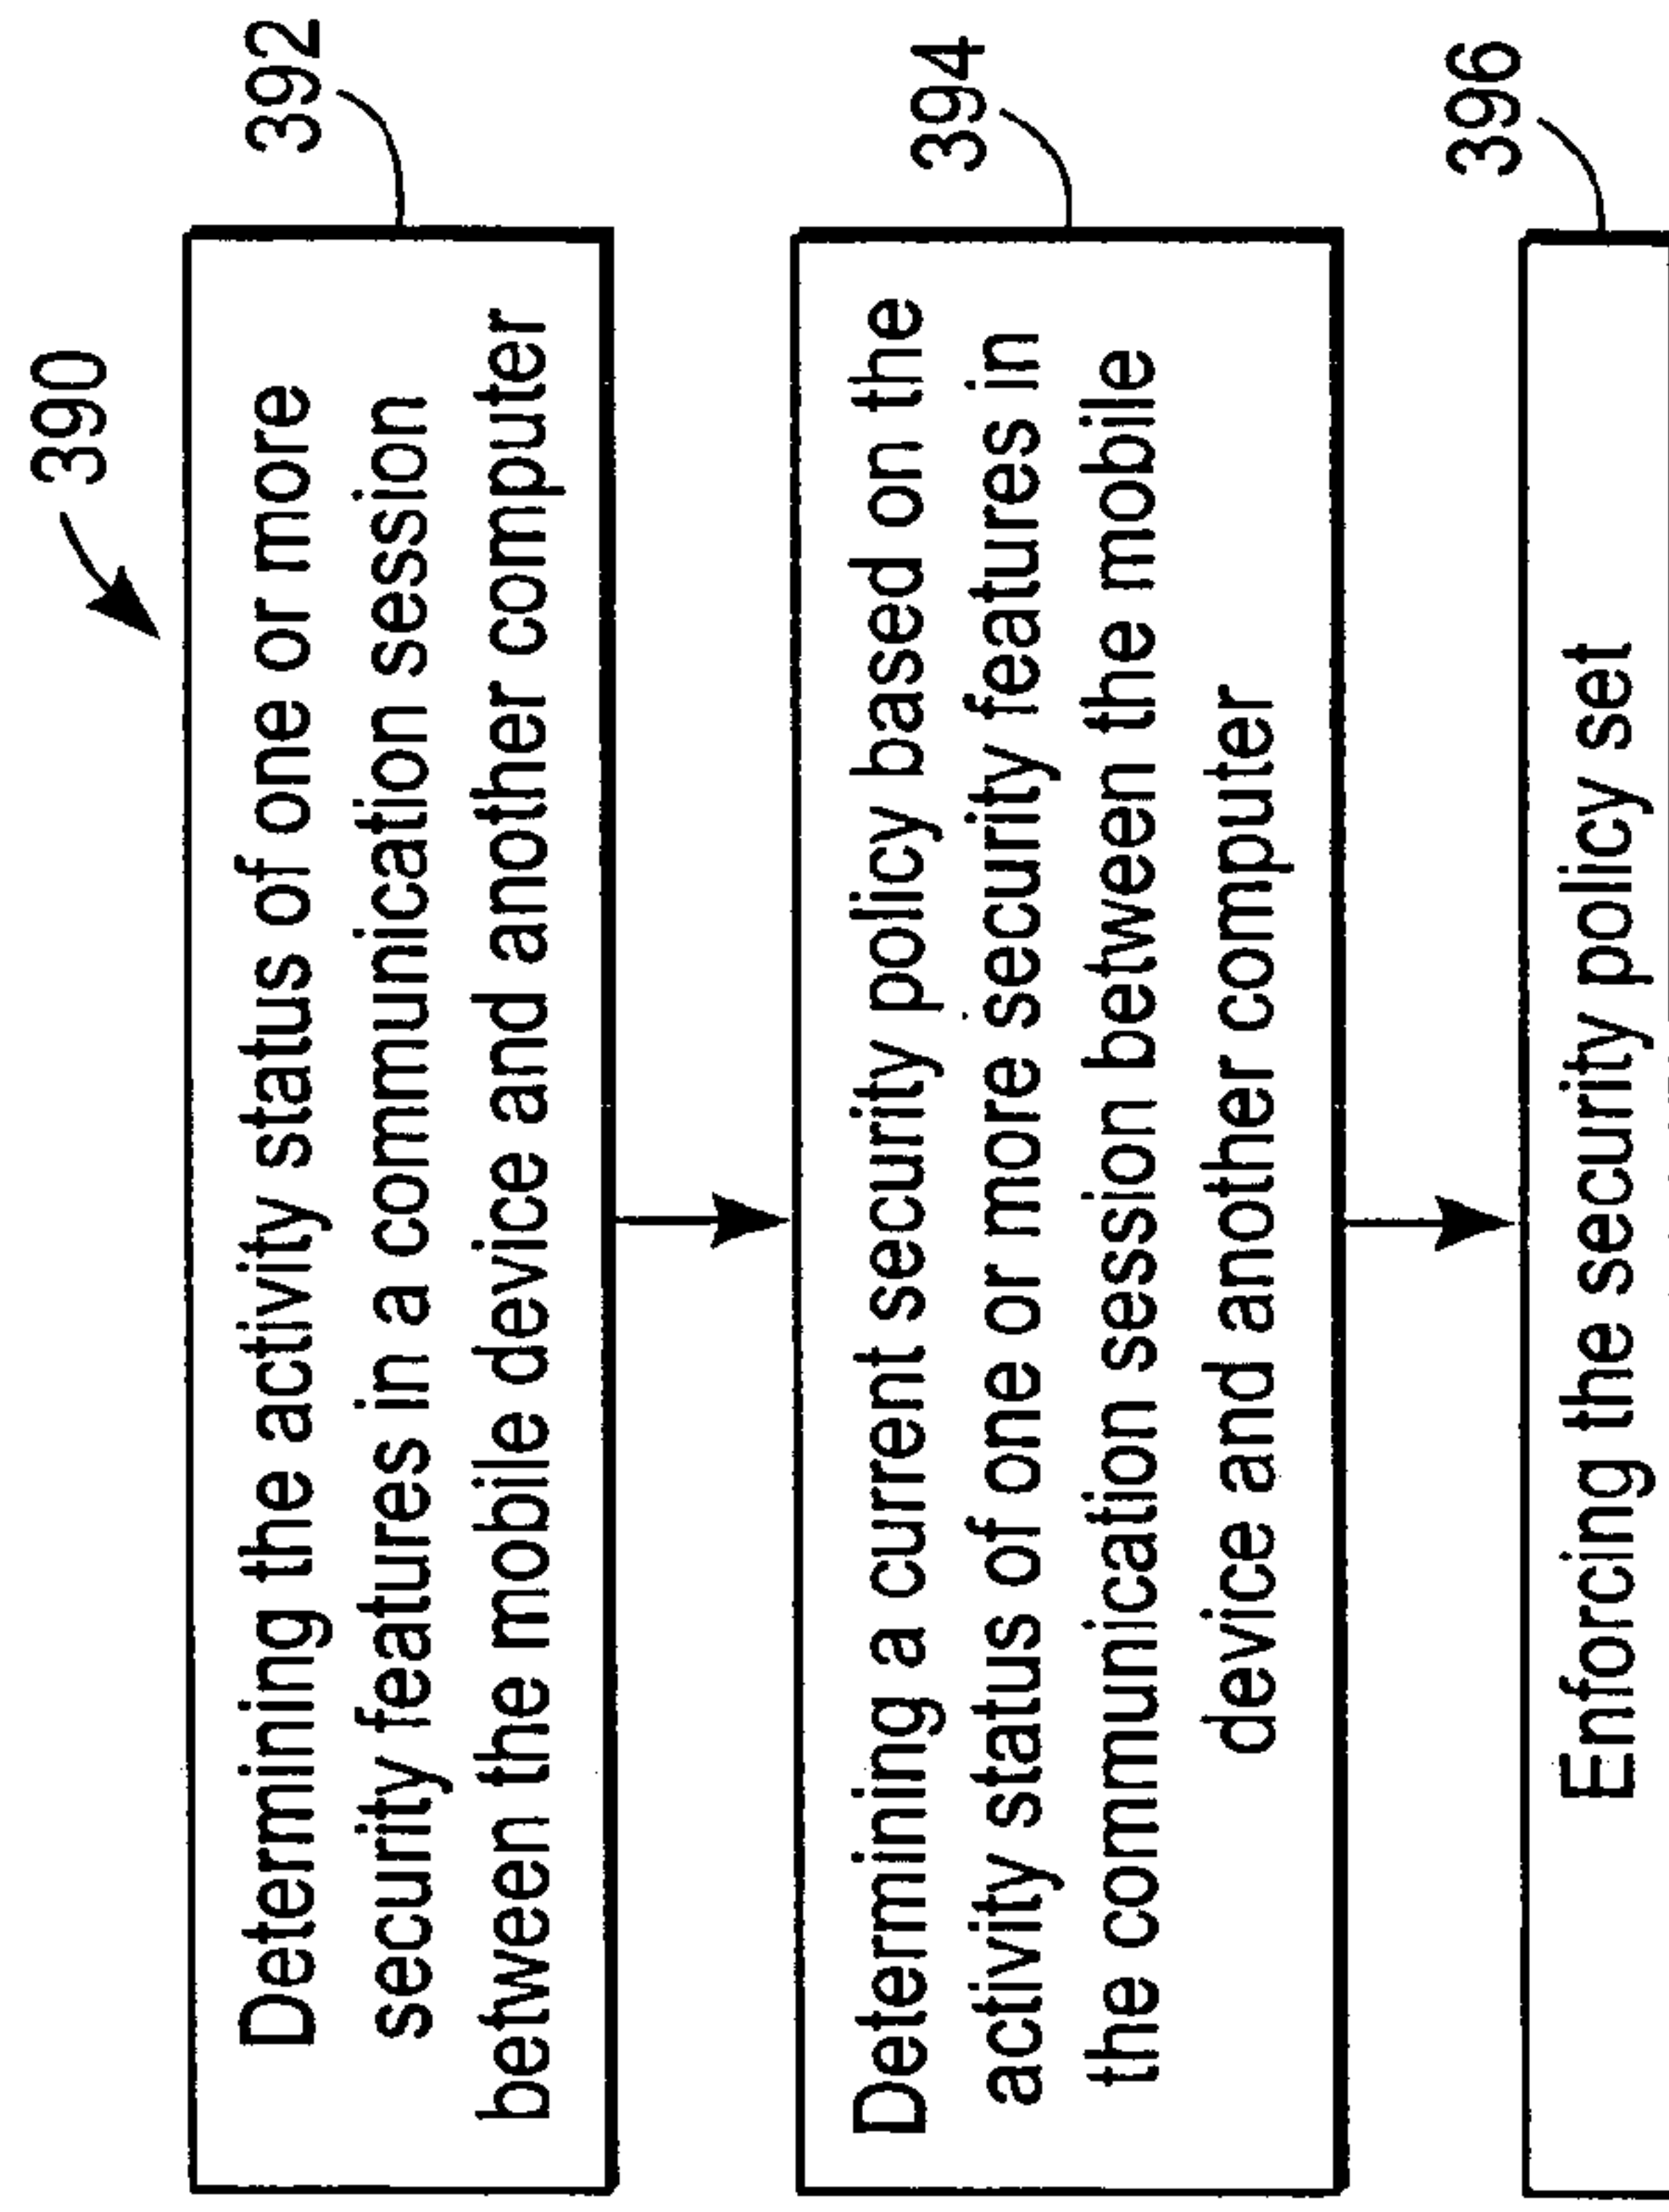 390
392
Determining the activity status of one or more
security features in a communication session
between the mobile device and another computer
394
Determining a current security policy based on the
activity status of one or more security features in
the communication session between the mobile
device and another computer
396
Enforcing the security policy set